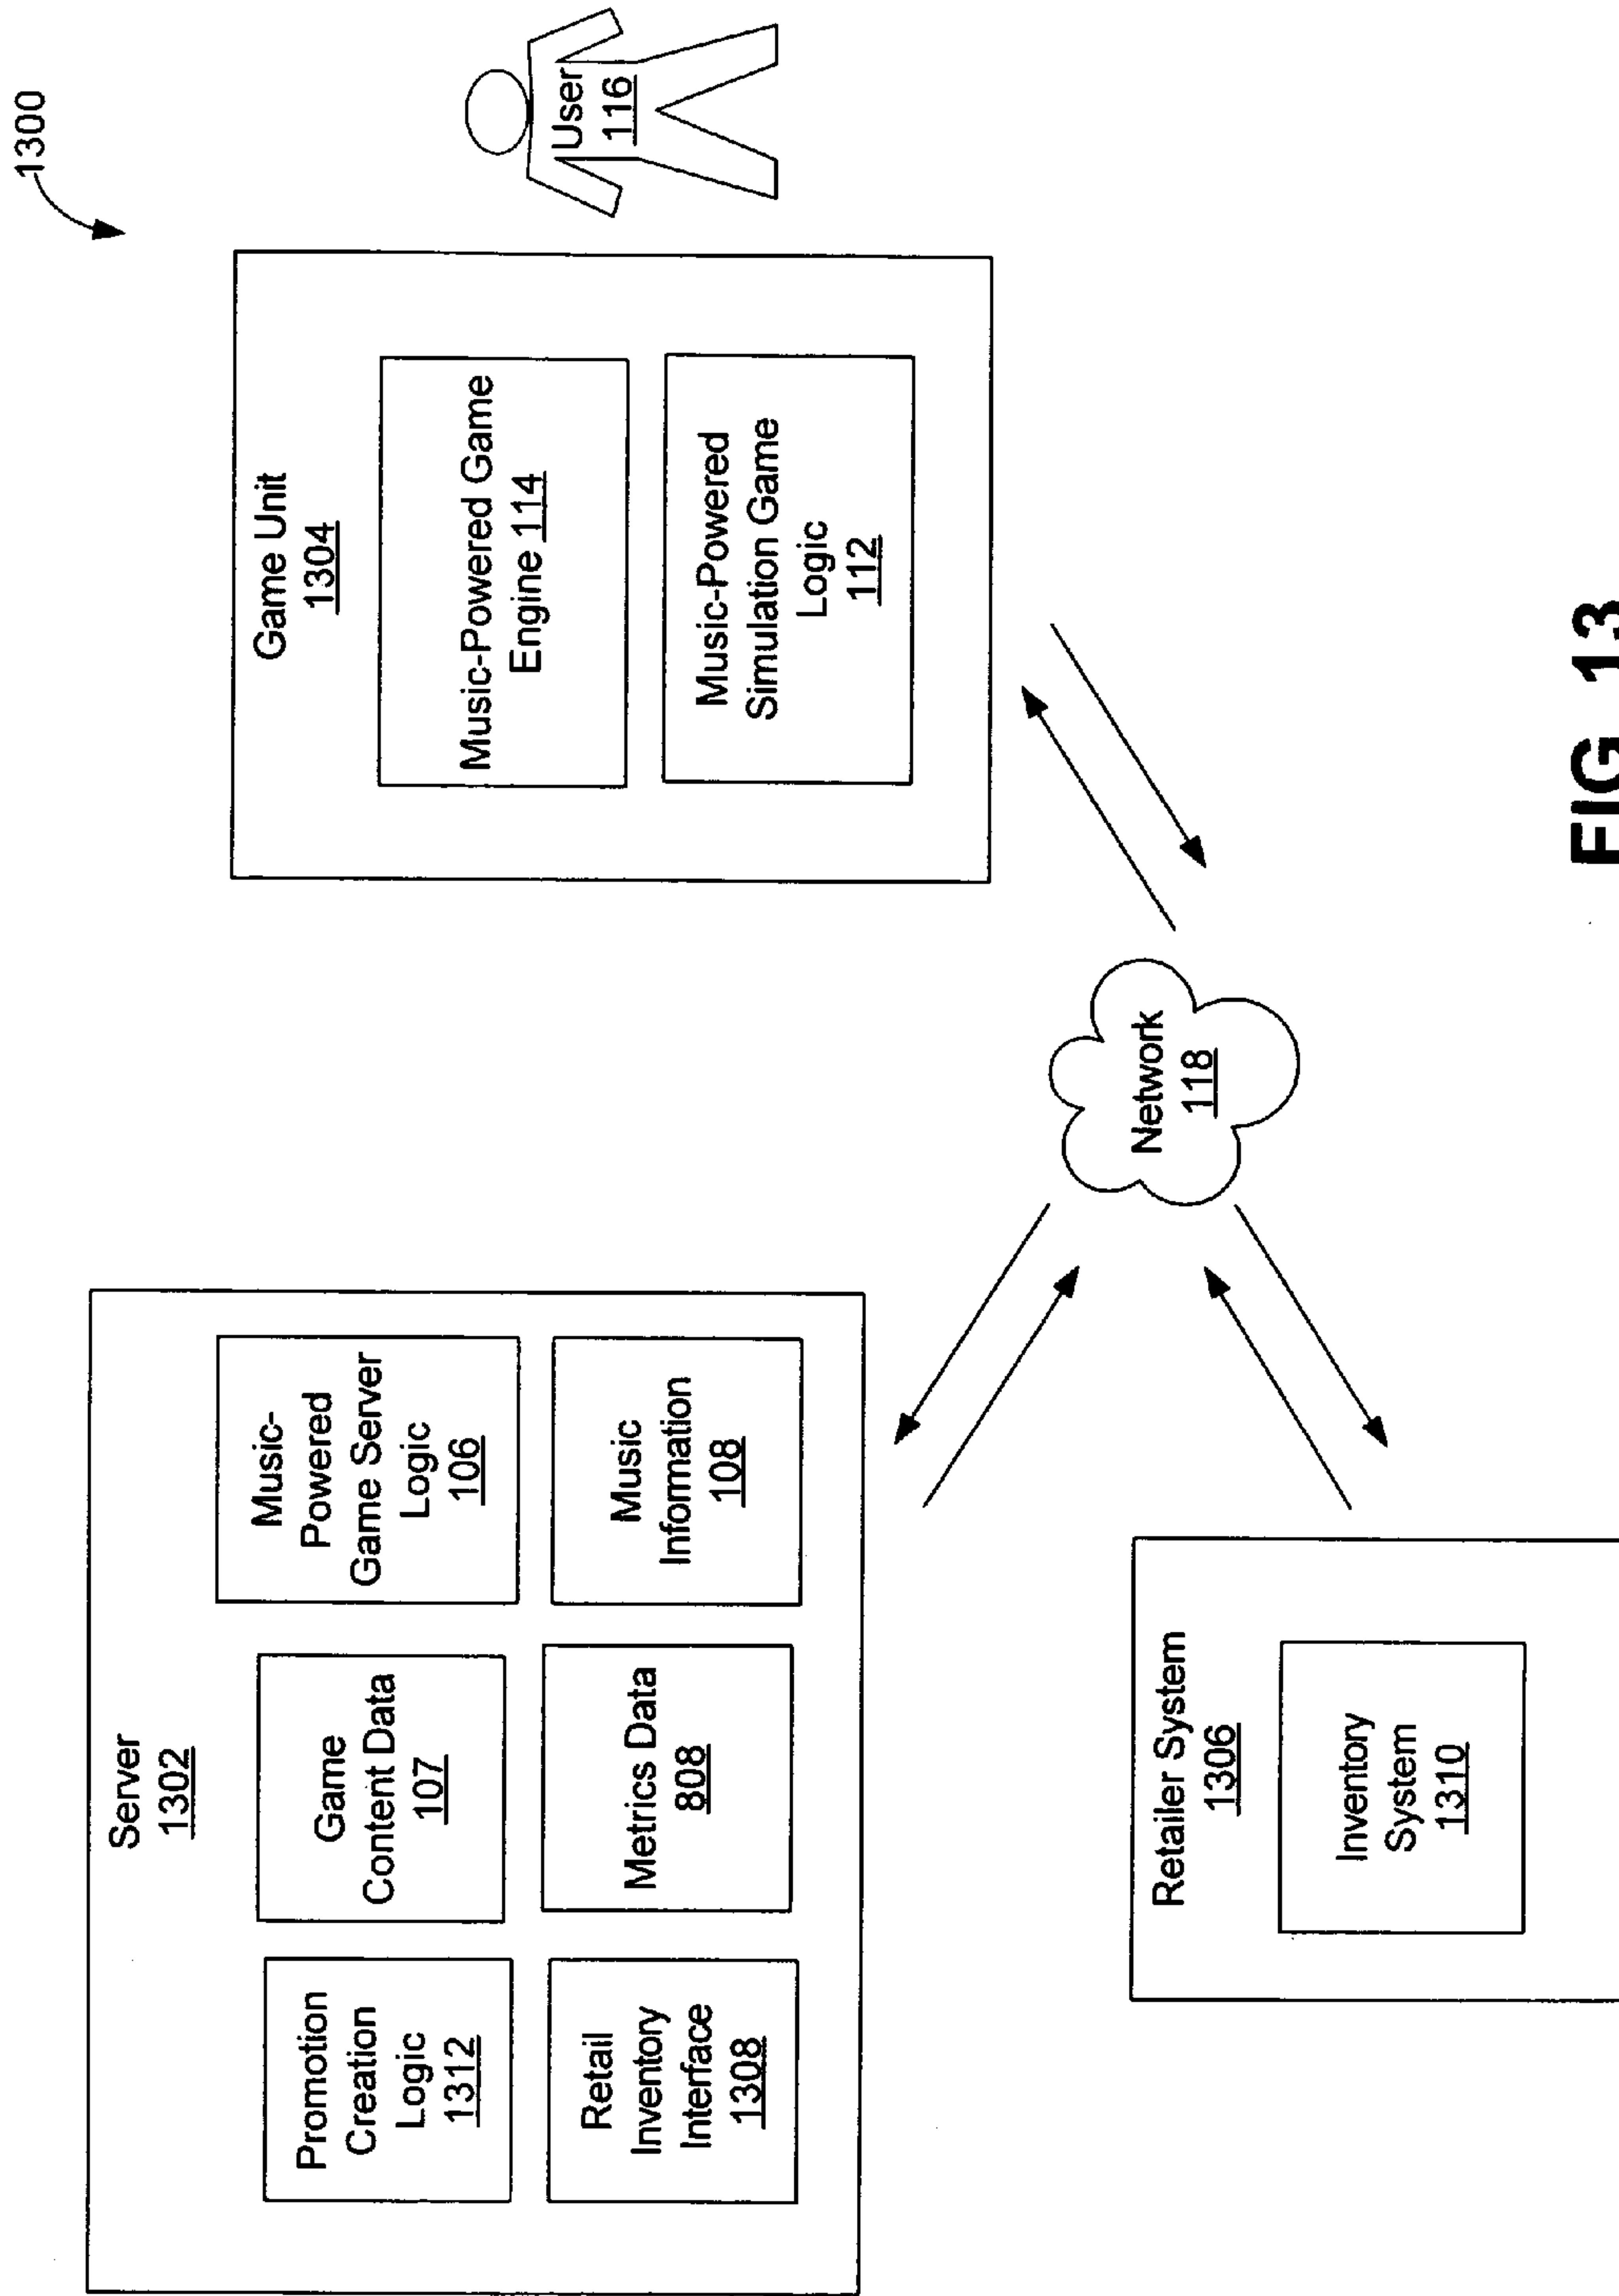 1300
Server
1302
Promotion
Creation
Logic
1312
Game
Content Data
107
Music-
Powered
Game Server
Logic
106
Retail
Inventory
Interface
1308
Metrics Data
808
Music
Information
108
Game Unit
1304
Music-Powered Game
Engine 114
Music-Powered
Simulation Game
Logic
112
User
116
Network
118
Retailer System
1306
Inventory
System
1310
FIG. 13